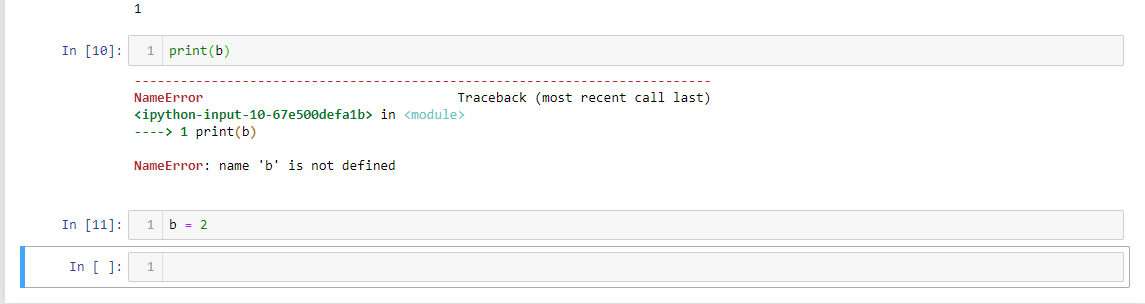 1
In [10]: 1 print(b)
---------------------------------------------------------------------------
NameError                                 Traceback (most recent call last)
<ipython-input-10-67e500defa1b> in <module>
----> 1 print(b)
NameError: name 'b' is not defined
In [11]: 1 b = 2
In [ ]: 1